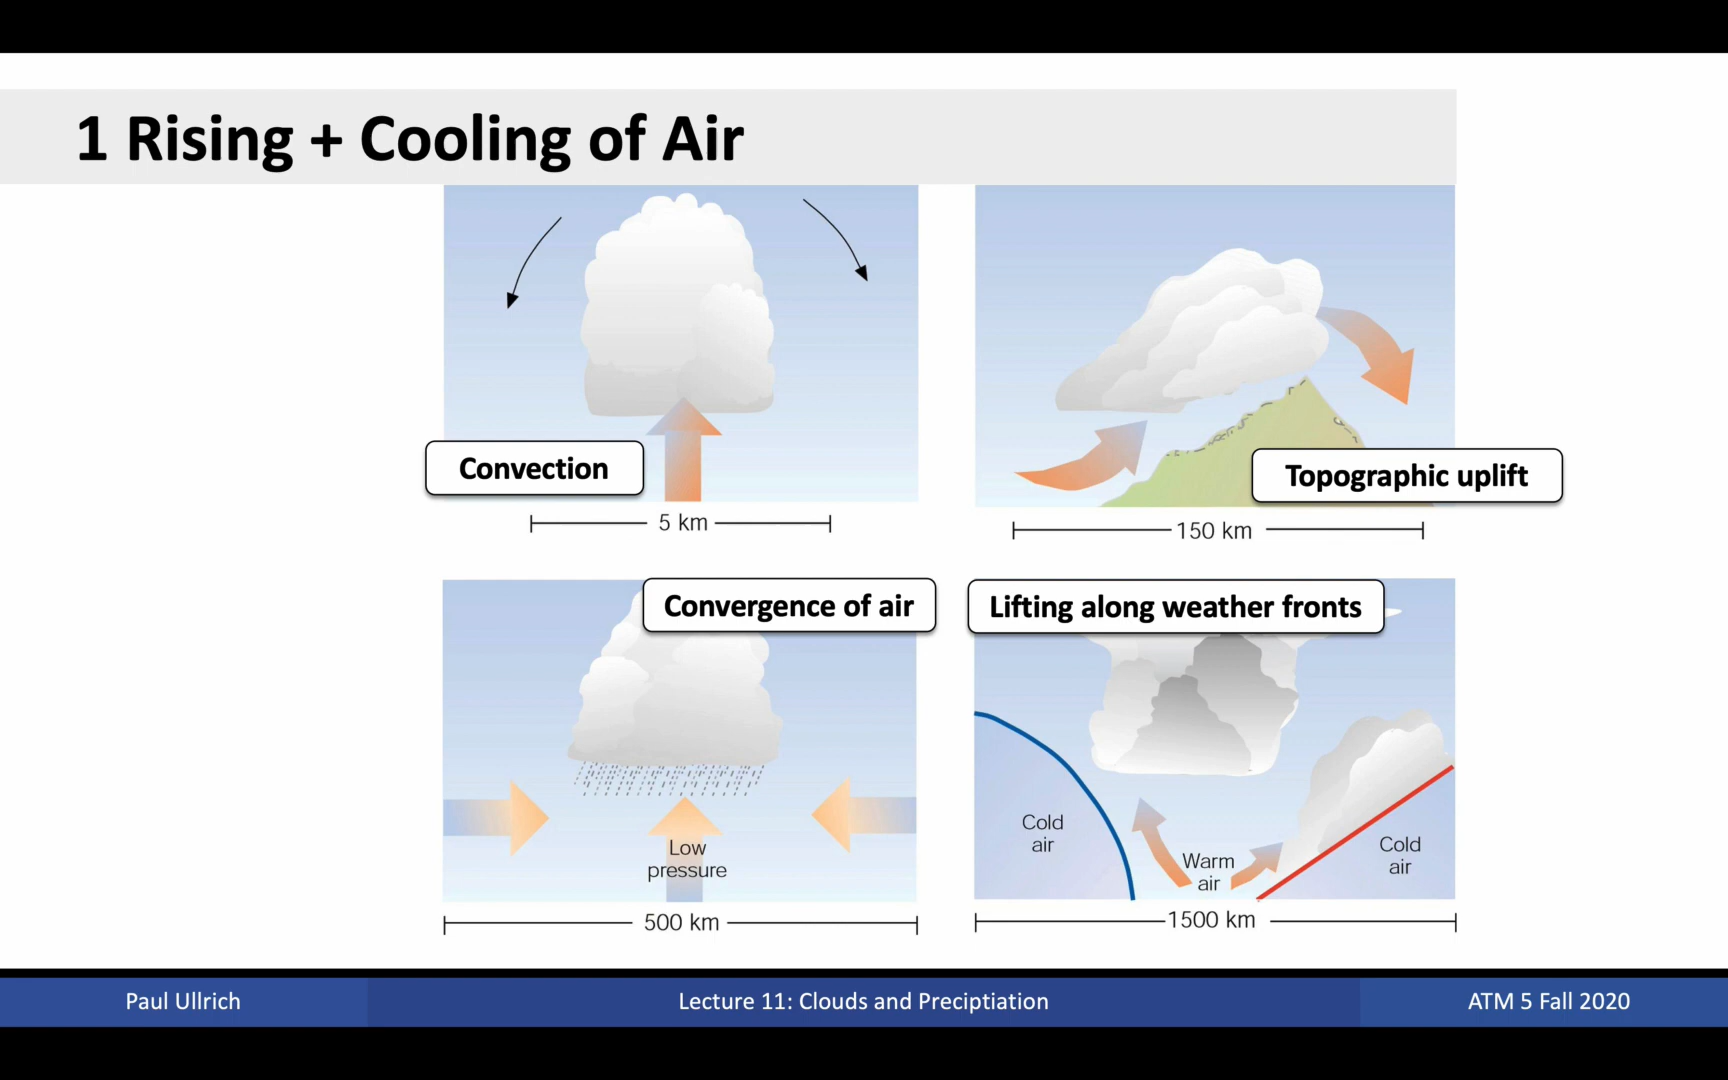 1 Rising + Cooling of Air
Convection
5 km
Topographic uplift
150 km
Convergence of air
Low
pressure
500 km
Lifting along weather fronts
Cold
air
Warm
air
Cold
air
1500 km
Paul Ullrich
Lecture 11: Clouds and Preciptiation
ATM 5 Fall 2020